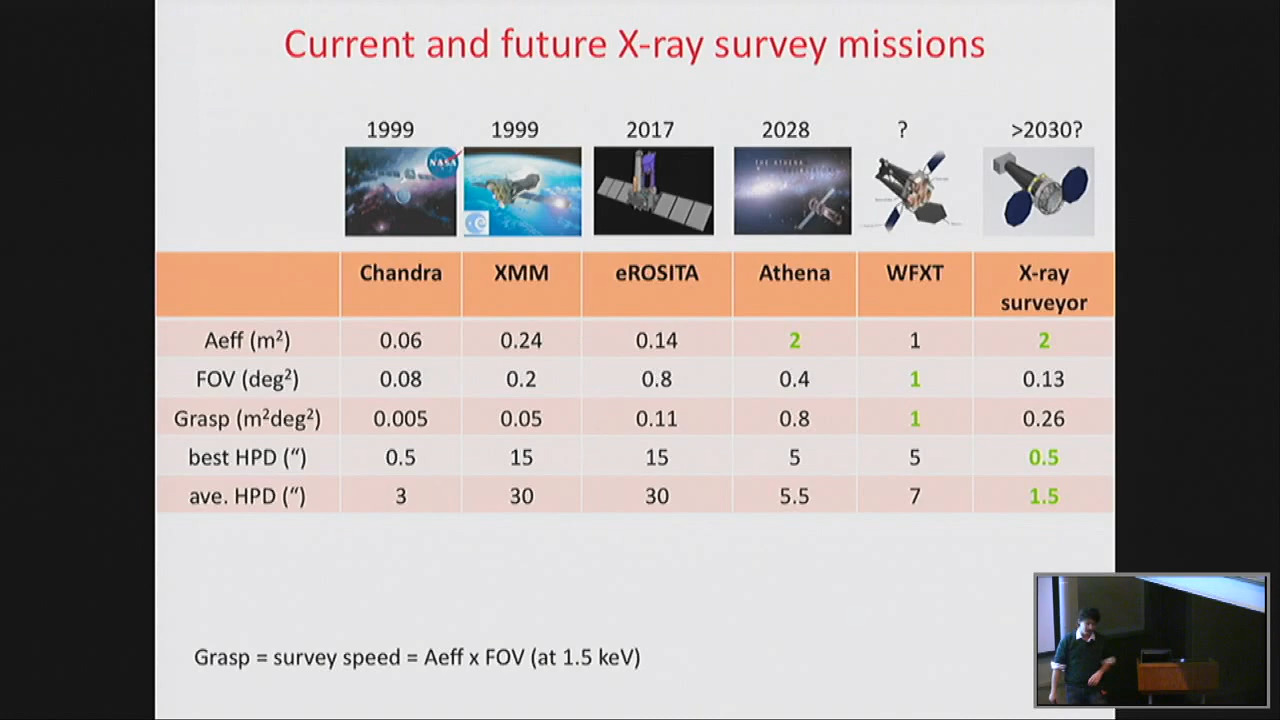 Current and future X-ray survey missions
1999 1999 2017 2028 ? >2030?
NASA
THE ATHENA
Chandra XMM eROSITA Athena WFXT X-ray surveyor
Aeff (m²) 0.06 0.24 0.14 2 1 2
FOV (deg²) 0.08 0.2 0.8 0.4 1 0.13
Grasp (m²deg²) 0.005 0.05 0.11 0.8 1 0.26
best HPD (“) 0.5 15 15 5 5 0.5
ave. HPD (“) 3 30 30 5.5 7 1.5
Grasp = survey speed = Aeff x FOV (at 1.5 keV)